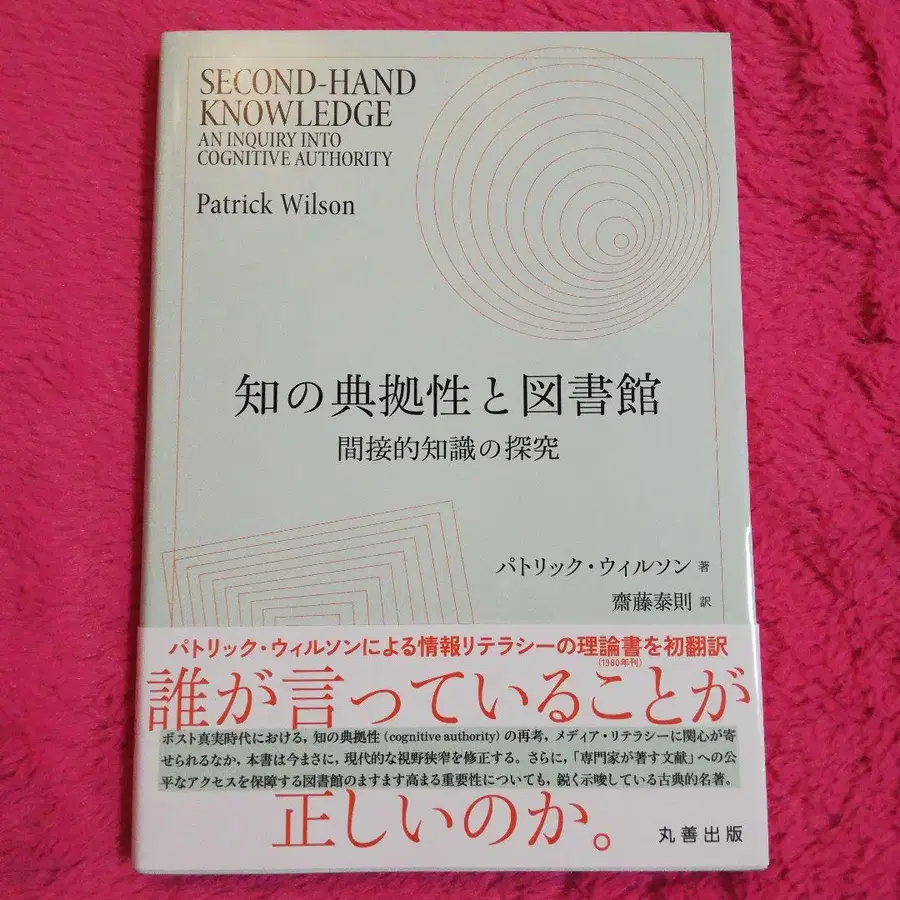 SECOND-HAND
KNOWLEDGE
AN INQUIRY INTO
COGNITIVE AUTHORITY
Patrick Wilson
知の典拠性と図書館
間接的知識の探究
パトリック・ウィルソン 著
齋藤泰則 訳
パトリック・ウィルソンによる情報リテラシーの理論書を初翻訳
(1980年刊)
誰が言っていることが
ポスト真実時代における,知の典拠性(cognitive authority)の再考,メディア・リテラシーに関心が寄
せられるなか,本書は今まさに,現代的な視野狭窄を修正する。さらに,「専門家が著す文献」への公
平なアクセスを保障する図書館のますます高まる重要性についても,鋭く示唆している古典的名著。
正しいのか。
丸善出版